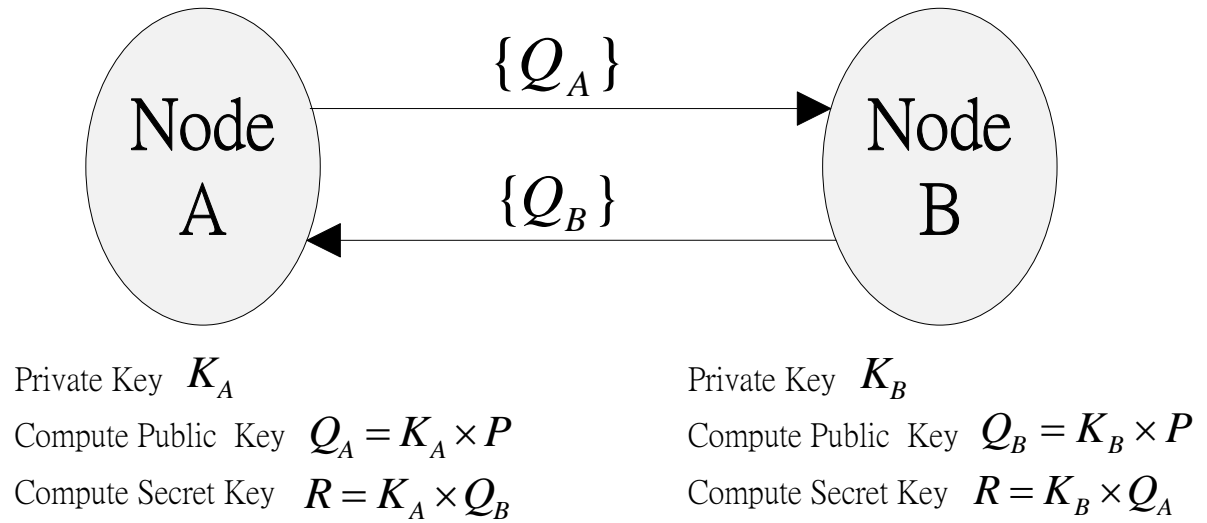 {Q_A}
Node
A
Node
B
{Q_B}
Private Key K_A
Compute Public Key Q_A = K_A × P
Compute Secret Key R = K_A × Q_B
Private Key K_B
Compute Public Key Q_B = K_B × P
Compute Secret Key R = K_B × Q_A